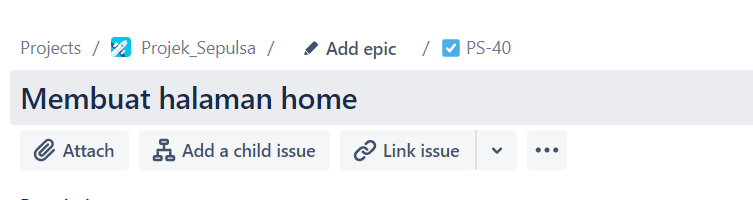 Projects / Projek_Sepulsa / Add epic / PS-40
Membuat halaman home
Attach Add a child issue Link issue